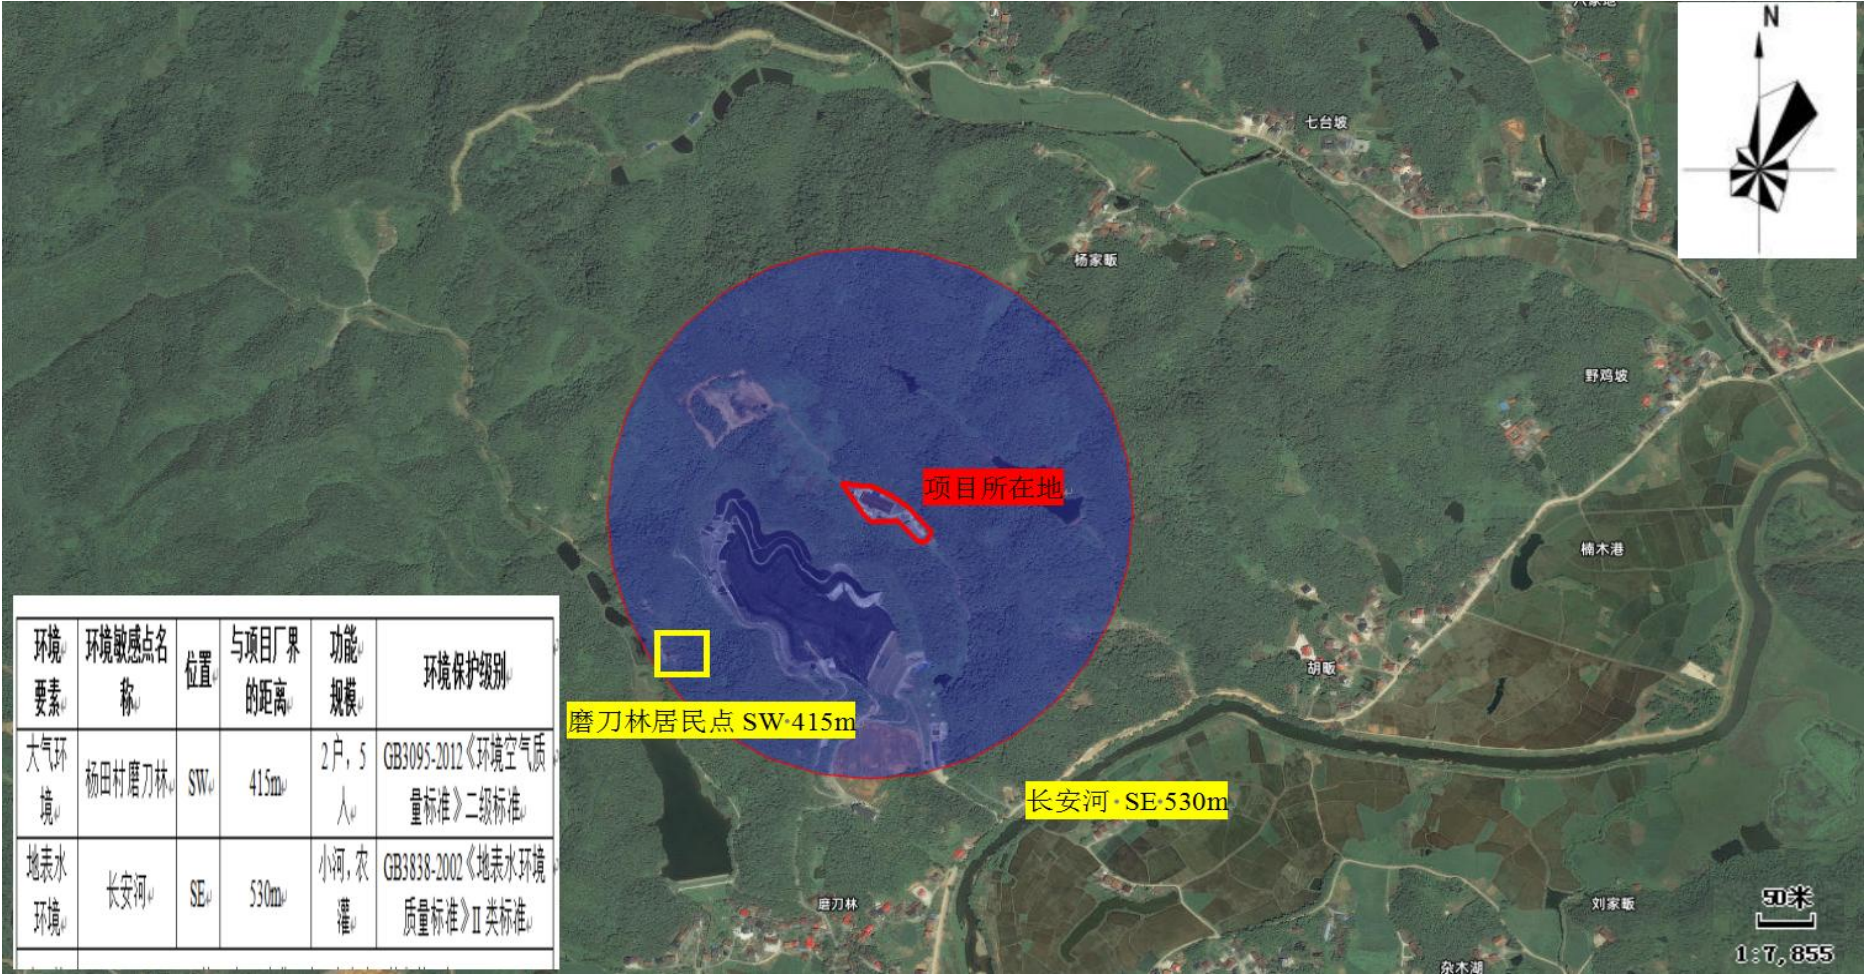 八家咀
N
七台坡
杨家畈
野鸡坡
项目所在地
楠木港
胡畈
环境要素
环境敏感点名称
位置
与项目厂界的距离
功能规模
环境保护级别
大气环境
杨田村磨刀林
SW
415m
2户，5人
GB3095-2012《环境空气质量标准》二级标准
地表水环境
长安河
SE
530m
小河，农灌
GB3838-2002《地表水环境质量标准》II 类标准
磨刀林居民点 SW·415m
长安河·SE·530m
磨刀林
刘家畈
杂木湖
50米
1:7,855